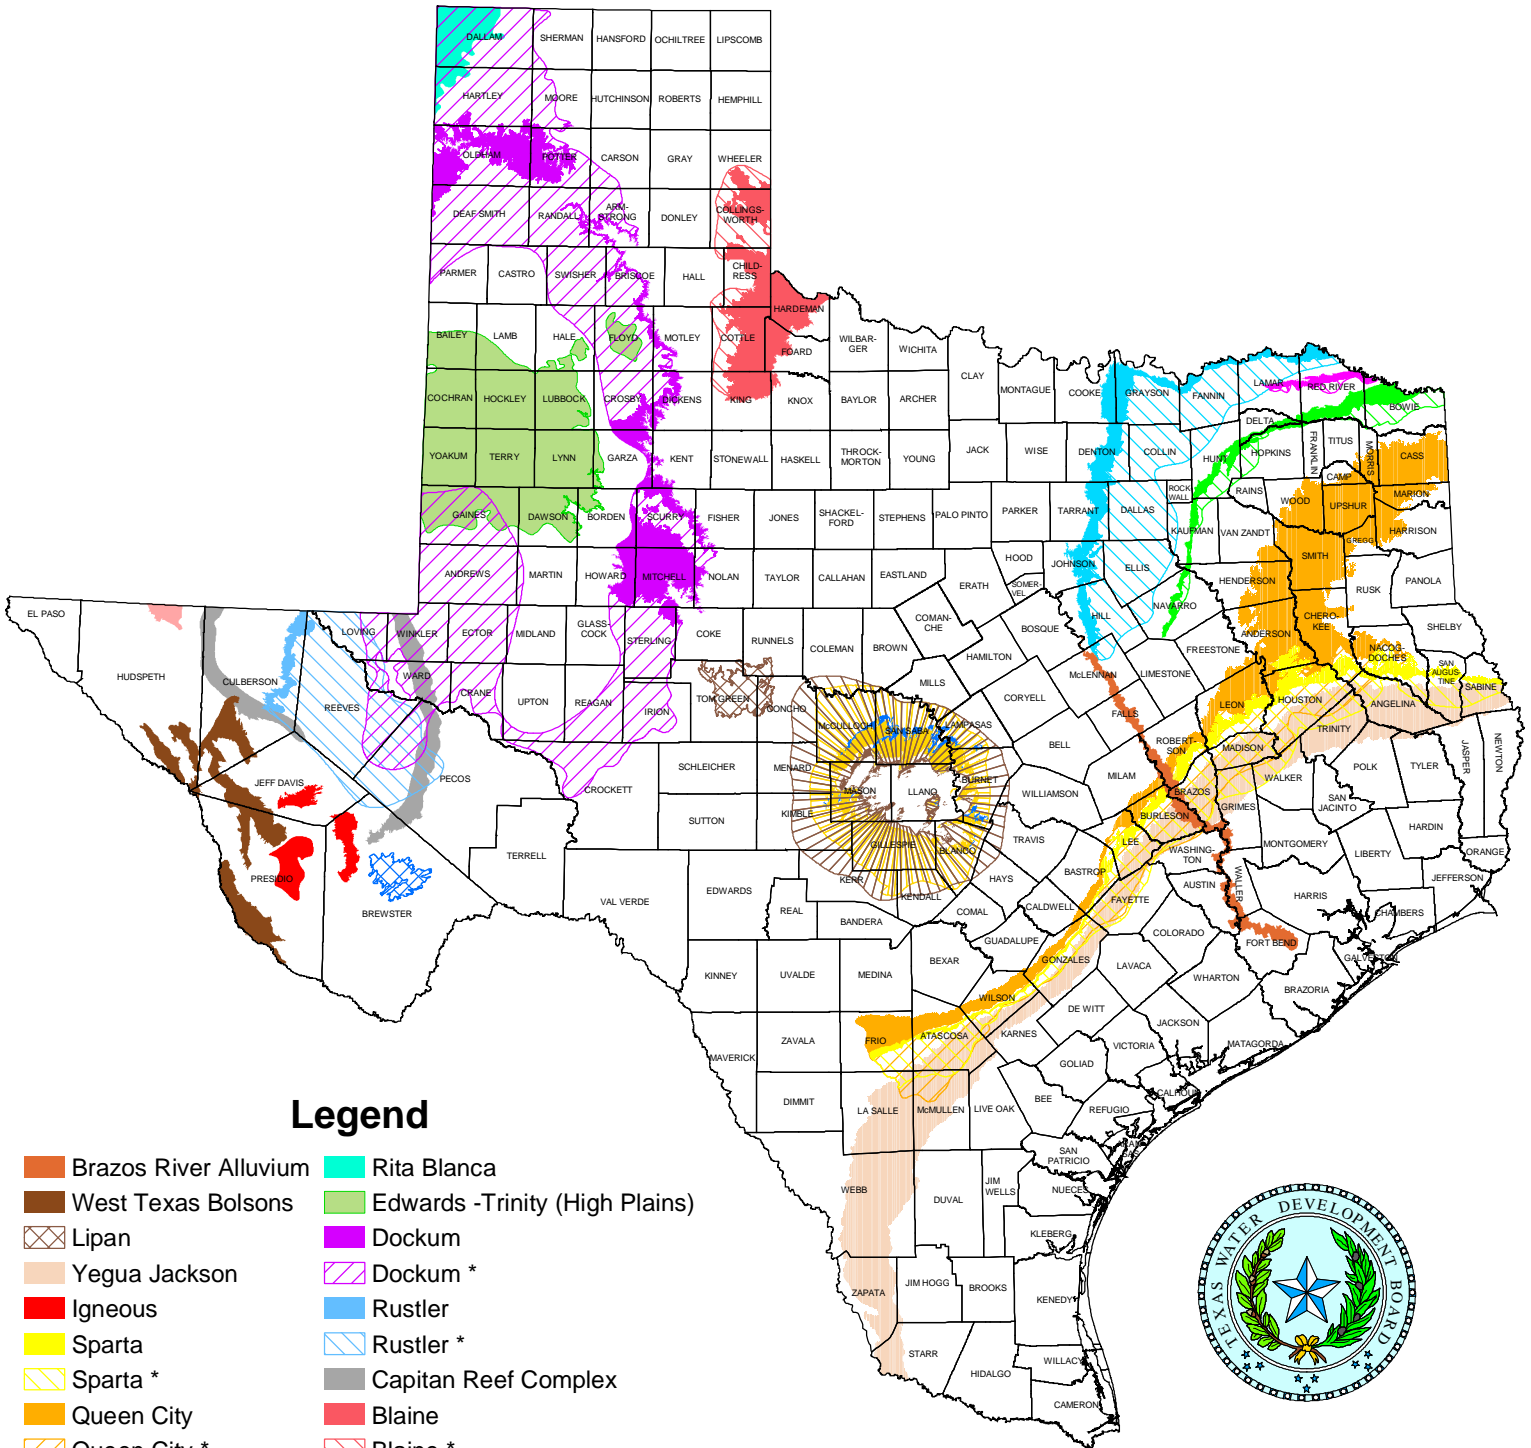 DALLAM SHERMAN HANSFORD OCHILTREE LIPSCOMB
HARTLEY MOORE HUTCHINSON ROBERTS HEMPHILL
OLDHAM POTTER CARSON GRAY WHEELER
DEAF SMITH RANDALL ARM-
STRONG DONLEY COLLINGS-
WORTH
PARMER CASTRO SWISHER BRISCOE HALL CHILD-
RESS
HARDEMAN
BAILEY LAMB HALE FLOYD MOTLEY COTTLE FOARD WILBAR-
GER WICHITA
CLAY MONTAGUE COOKE GRAYSON FANNIN LAMAR RED RIVER BOWIE
COCHRAN HOCKLEY LUBBOCK CROSBY DICKENS KING KNOX BAYLOR ARCHER
DELTA HOPKINS FRANKLIN TITUS MORRIS CASS
YOAKUM TERRY LYNN GARZA KENT STONEWALL HASKELL THROCK-
MORTON YOUNG JACK WISE DENTON COLLIN HUNT
ROCK
WALL RAINS WOOD CAMP UPSHUR MARION
GAINES DAWSON BORDEN SCURRY FISHER JONES SHACKEL-
FORD STEPHENS PALO PINTO PARKER TARRANT DALLAS KAUFMAN VAN ZANDT SMITH GREGG HARRISON
ANDREWS MARTIN HOWARD MITCHELL NOLAN TAYLOR CALLAHAN EASTLAND ERATH HOOD SOMER-
VEL JOHNSON ELLIS HENDERSON RUSK PANOLA
EL PASO HUDSPETH CULBERSON LOVING WINKLER ECTOR MIDLAND GLASS-
COCK STERLING COKE RUNNELS COLEMAN BROWN COMAN-
CHE BOSQUE HILL NAVARRO ANDERSON CHERO-
KEE SHELBY
REEVES WARD CRANE UPTON REAGAN IRION TOM GREEN CONCHO MILLS HAMILTON CORYELL McLENNAN LIMESTONE FREESTONE NACOG-
DOCHES SAN
AUGUS
TINE SABINE
McCULLOCH SAN SABA LAMPASAS FALLS LEON HOUSTON ANGELINA TRINITY
JEFF DAVIS PECOS CROCKETT SCHLEICHER MENARD MASON LLANO BURNET BELL MILAM ROBERT-
SON MADISON WALKER POLK TYLER JASPER NEWTON
SUTTON KIMBLE GILLESPIE BLANCO WILLIAMSON TRAVIS BURLESON BRAZOS GRIMES SAN
JACINTO HARDIN
PRESIDIO BREWSTER TERRELL VAL VERDE EDWARDS KERR KENDALL HAYS BASTROP LEE WASHING-
TON MONTGOMERY LIBERTY ORANGE
REAL BANDERA COMAL CALDWELL FAYETTE AUSTIN WALLER HARRIS JEFFERSON CHAMBERS
KINNEY UVALDE MEDINA BEXAR GUADALUPE GONZALES COLORADO FORT BEND GALVESTON
WILSON LAVACA WHARTON BRAZORIA
MAVERICK ZAVALA FRIO ATASCOSA KARNES DE WITT JACKSON MATAGORDA
VICTORIA GOLIAD CALHOUN
DIMMIT LA SALLE McMULLEN LIVE OAK BEE REFUGIO
ARAN
SAS
SAN
PATRICIO
WEBB DUVAL JIM
WELLS NUECES
KLEBERG
ZAPATA JIM HOGG BROOKS KENEDY
STARR HIDALGO WILLACY
CAMERON
Legend
Brazos River Alluvium
West Texas Bolsons
Lipan
Yegua Jackson
Igneous
Sparta
Sparta *
Queen City
Queen City *
Rita Blanca
Edwards -Trinity (High Plains)
Dockum
Dockum *
Rustler
Rustler *
Capitan Reef Complex
Blaine
Blaine *
TEXAS WATER DEVELOPMENT BOARD